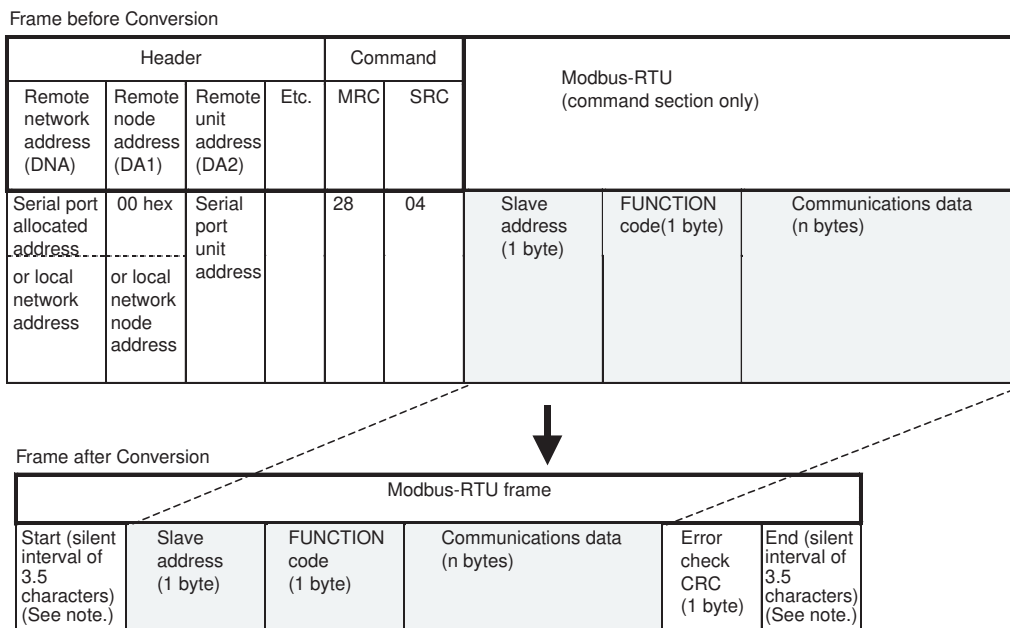 Frame before Conversion
Header
Command
Modbus-RTU
(command section only)
Remote
network
address
(DNA)
Remote
node
address
(DA1)
Remote
unit
address
(DA2)
Etc.
MRC
SRC
Serial port
allocated
address
or local
network
address
00 hex
or local
network
node
address
Serial
port
unit
address
28
04
Slave
address
(1 byte)
FUNCTION
code(1 byte)
Communications data
(n bytes)
Frame after Conversion
Modbus-RTU frame
Start (silent
interval of
3.5
characters)
(See note.)
Slave
address
(1 byte)
FUNCTION
code
(1 byte)
Communications data
(n bytes)
Error
check
CRC
(1 byte)
End (silent
interval of
3.5
characters)
(See note.)